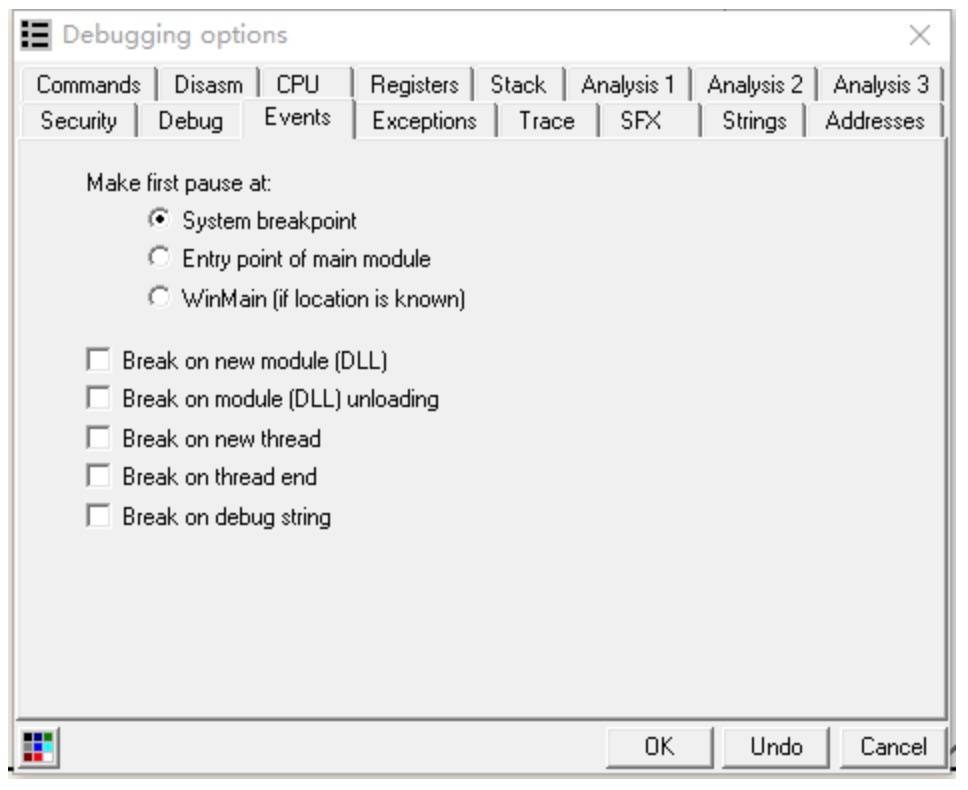 Debugging options
Commands Disasm CPU Registers Stack Analysis 1 Analysis 2 Analysis 3
Security Debug Events Exceptions Trace SFX Strings Addresses
Make first pause at:
System breakpoint
Entry point of main module
WinMain (if location is known)
Break on new module (DLL)
Break on module (DLL) unloading
Break on new thread
Break on thread end
Break on debug string
OK Undo Cancel